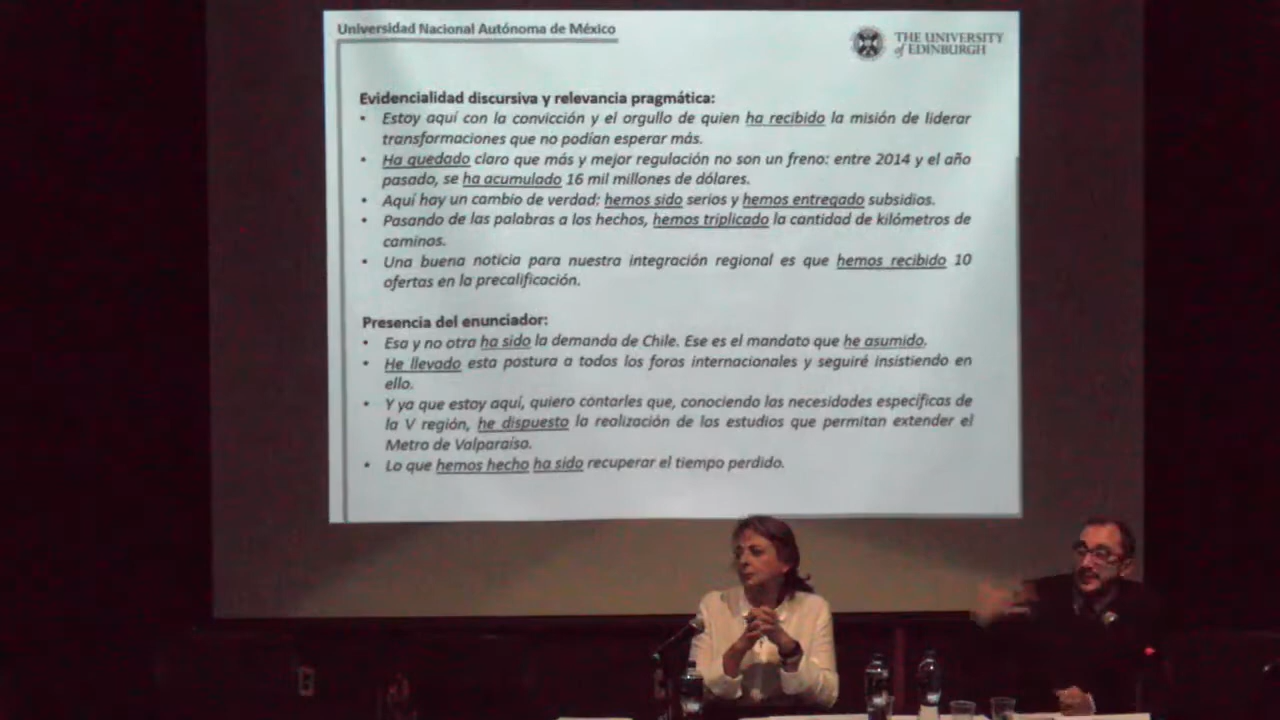 Universidad Nacional Autónoma de México
THE UNIVERSITY
of EDINBURGH
Evidencialidad discursiva y relevancia pragmática:
• Estoy aquí con la convicción y el orgullo de quien ha recibido la misión de liderar
transformaciones que no podían esperar más.
• Ha quedado claro que más y mejor regulación no son un freno: entre 2014 y el año
pasado, se ha acumulado 16 mil millones de dólares.
• Aquí hay un cambio de verdad: hemos sido serios y hemos entregado subsidios.
• Pasando de las palabras a los hechos, hemos triplicado la cantidad de kilómetros de
caminos.
• Una buena noticia para nuestra integración regional es que hemos recibido 10
ofertas en la precalificación.
Presencia del enunciador:
• Esa y no otra ha sido la demanda de Chile. Ese es el mandato que he asumido.
• He llevado esta postura a todos los foros internacionales y seguiré insistiendo en
ello.
• Y ya que estoy aquí, quiero contarles que, conociendo las necesidades específicas de
la V región, he dispuesto la realización de los estudios que permitan extender el
Metro de Valparaíso.
• Lo que hemos hecho ha sido recuperar el tiempo perdido.